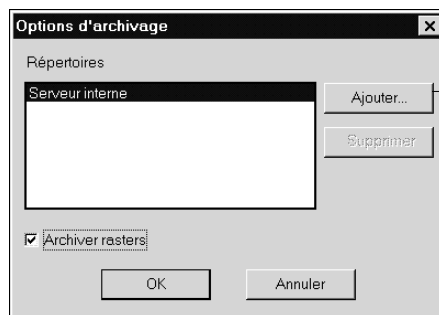 Options d'archivage
Répertoires
Serveur interne
Ajouter...
Supprimer
Archiver rasters
OK
Annuler